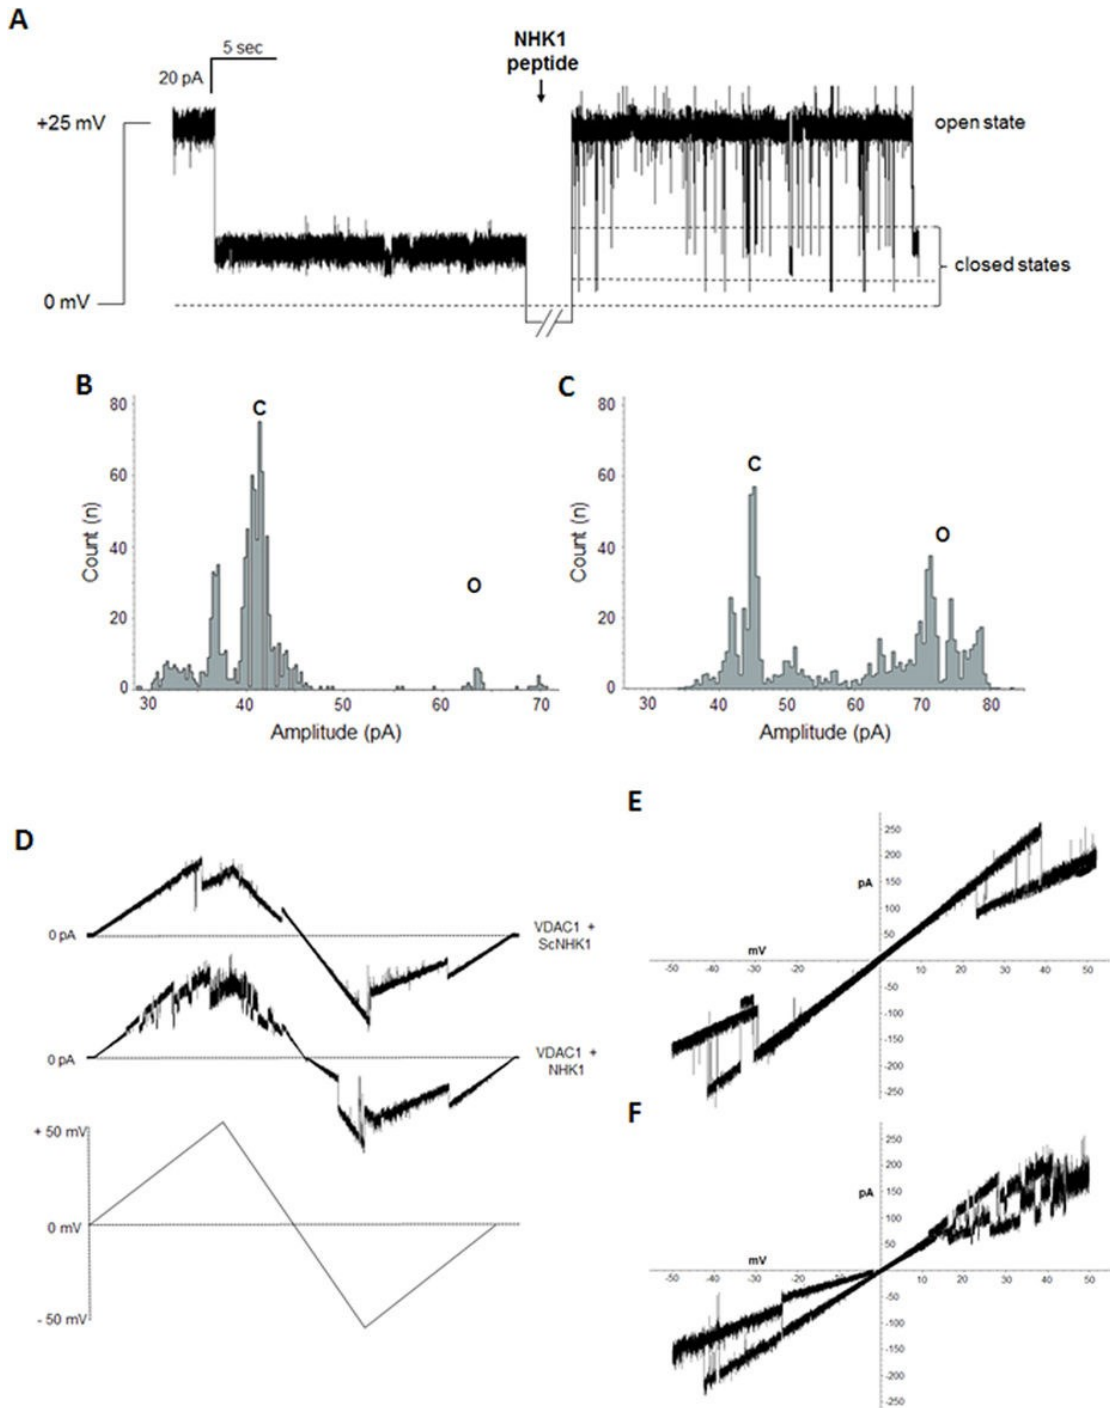 A
5 sec
20 pA
NHK1
peptide
+25 mV
open state
closed states
0 mV
B
C
80
60
40
20
0
Count (n)
C
O
30 40 50 60 70
Amplitude (pA)
80
60
40
20
0
Count (n)
C
O
30 40 50 60 70 80
Amplitude (pA)
D
0 pA
VDAC1 +
ScNHK1
0 pA
VDAC1 +
NHK1
+ 50 mV
0 mV
- 50 mV
E
250
200
150
100
50
pA
mV
-50 -40 -30 -20 10 20 30 40 50
-50
-100
-150
-200
-250
F
250
200
150
100
50
pA
mV
-50 -40 -30 -20 10 20 30 40 50
-50
-100
-150
-200
-250